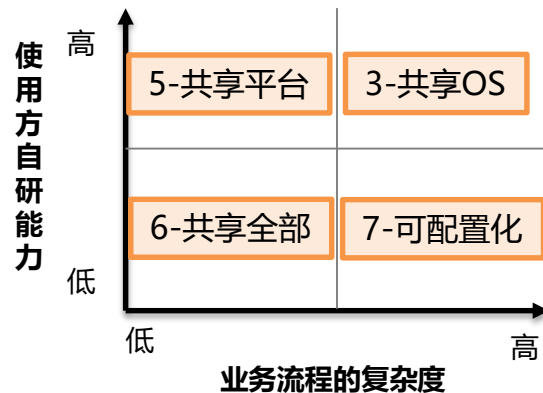 使用方自研能力
高
5-共享平台
3-共享OS
6-共享全部
7-可配置化
低
低
高
业务流程的复杂度